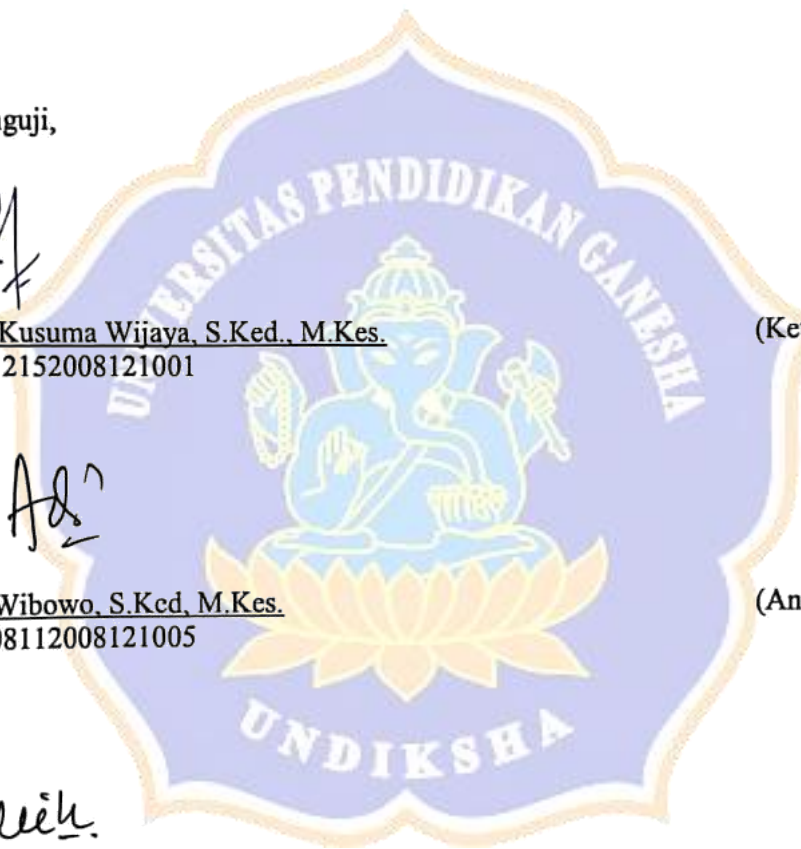 guji,
UNIVERSITAS PENDIDIKAN GANESHA
Kusuma Wijaya, S.Ked., M.Kes.
(Ke
2152008121001
Wibowo, S.Ked, M.Kes.
(An
08112008121005
UNDIKSHA